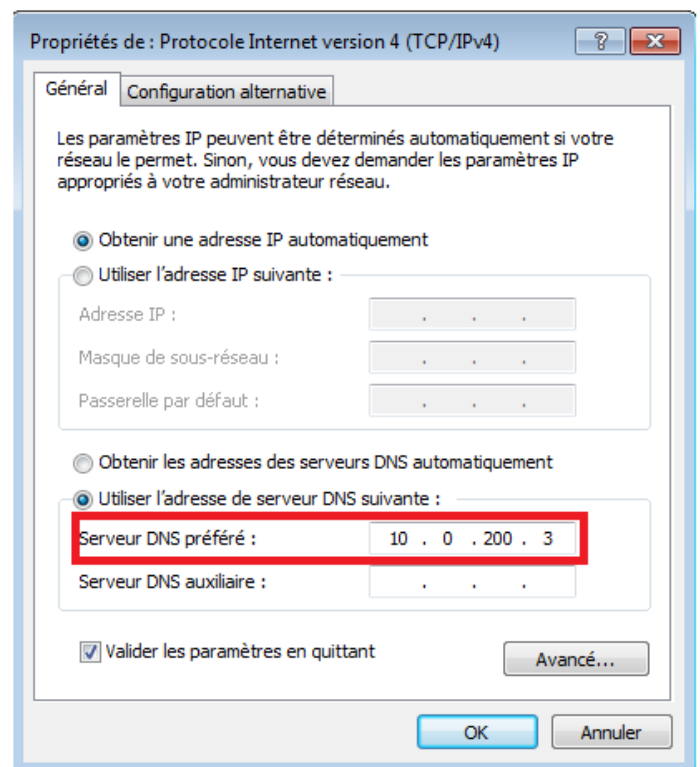 Propriétés de : Protocole Internet version 4 (TCP/IPv4)
Général
Configuration alternative
Les paramètres IP peuvent être déterminés automatiquement si votre
réseau le permet. Sinon, vous devez demander les paramètres IP
appropriés à votre administrateur réseau.
Obtenir une adresse IP automatiquement
Utiliser l'adresse IP suivante :
Adresse IP :
Masque de sous-réseau :
Passerelle par défaut :
Obtenir les adresses des serveurs DNS automatiquement
Utiliser l'adresse de serveur DNS suivante :
Serveur DNS préféré : 10 . 0 . 200 . 3
Serveur DNS auxiliaire :
Valider les paramètres en quittant
Avancé...
OK
Annuler